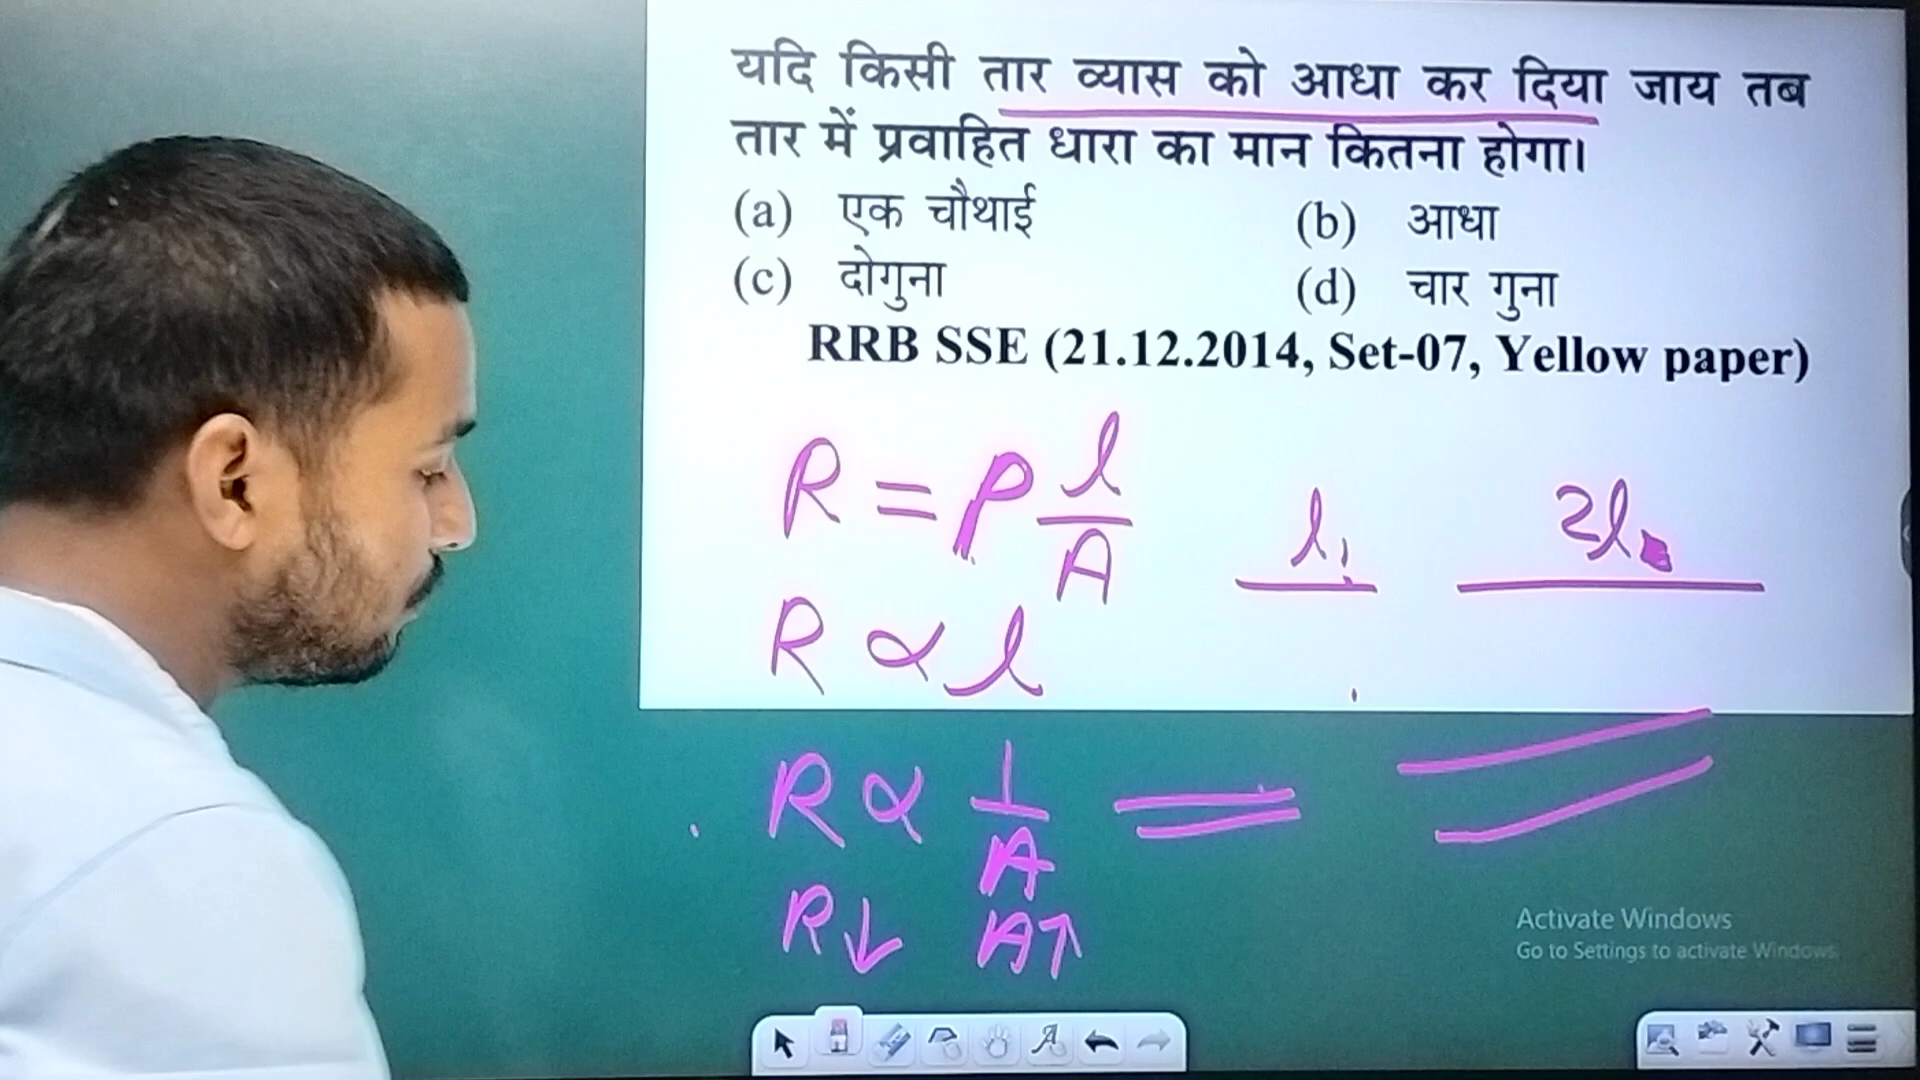 यदि किसी तार व्यास को आधा कर दिया जाय तब
तार में प्रवाहित धारा का मान कितना होगा।
(a) एक चौथाई (b) आधा
(c) दोगुना (d) चार गुना
RRB SSE (21.12.2014, Set-07, Yellow paper)
R = ρ l/A
l₁ 2l
R ∝ l
R ∝ 1/A
R↓ A↑
Activate Windows
Go to Settings to activate Windows.